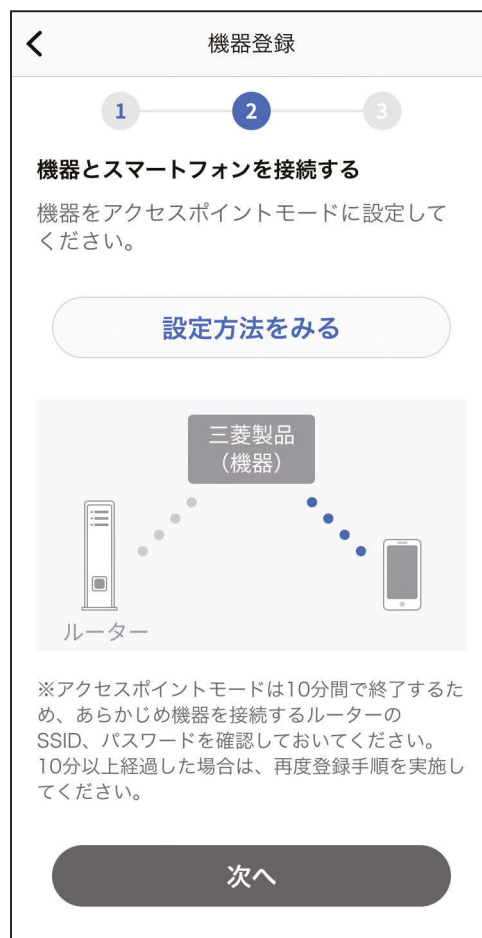 機器登録
1 2 3
機器とスマートフォンを接続する
機器をアクセスポイントモードに設定して
ください。
設定方法をみる
三菱製品
（機器）
ルーター
※アクセスポイントモードは10分間で終了するた
め、あらかじめ機器を接続するルーターの
SSID、パスワードを確認しておいてください。
10分以上経過した場合は、再度登録手順を実施し
てください。
次へ